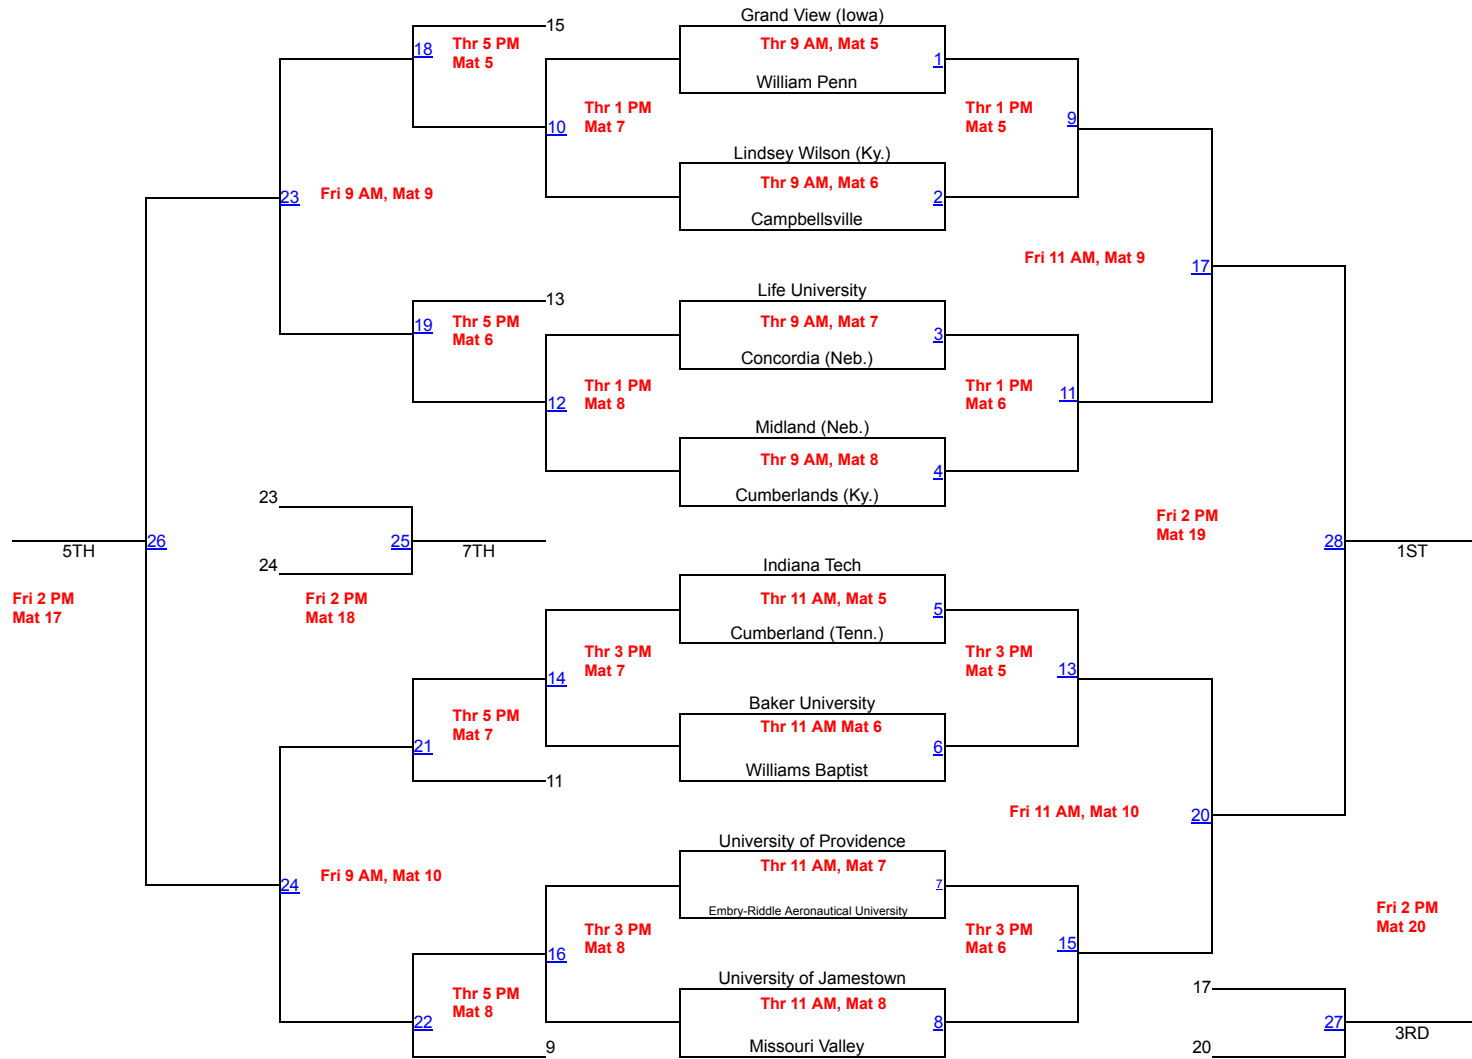 Grand View (Iowa)
15
18
Thr 5 PM
Mat 5
Thr 9 AM, Mat 5
1
William Penn
Thr 1 PM
Mat 7
10
Thr 1 PM
Mat 5
9
Lindsey Wilson (Ky.)
Thr 9 AM, Mat 6
2
Campbellsville
23
Fri 9 AM, Mat 9
Fri 11 AM, Mat 9
17
Life University
13
19
Thr 5 PM
Mat 6
Thr 9 AM, Mat 7
3
Concordia (Neb.)
Thr 1 PM
Mat 8
12
Thr 1 PM
Mat 6
11
Midland (Neb.)
Thr 9 AM, Mat 8
4
Cumberlands (Ky.)
23
26
5TH
25
7TH
24
Fri 2 PM
Mat 17
Fri 2 PM
Mat 18
Fri 2 PM
Mat 19
28
1ST
Indiana Tech
Thr 11 AM, Mat 5
5
Cumberland (Tenn.)
Thr 3 PM
Mat 7
14
Thr 3 PM
Mat 5
13
Baker University
Thr 11 AM Mat 6
6
Williams Baptist
Thr 5 PM
Mat 7
21
11
Fri 11 AM, Mat 10
20
University of Providence
Thr 11 AM, Mat 7
7
Embry-Riddle Aeronautical University
24
Fri 9 AM, Mat 10
Thr 3 PM
Mat 8
16
Thr 3 PM
Mat 6
15
Fri 2 PM
Mat 20
University of Jamestown
Thr 11 AM, Mat 8
8
Missouri Valley
Thr 5 PM
Mat 8
22
9
17
27
3RD
20